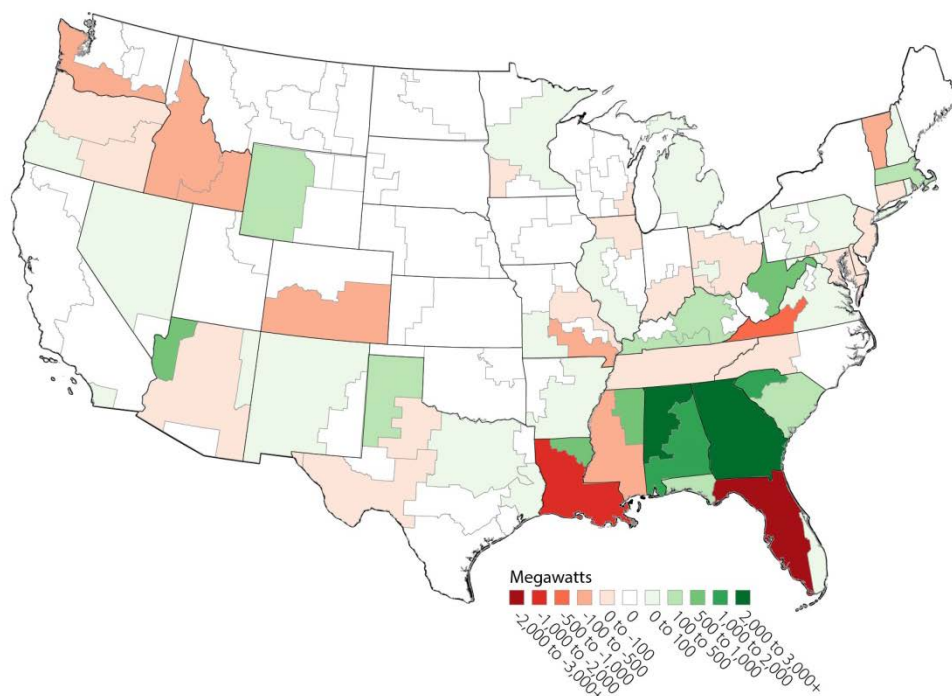 Megawatts
-2,000 to -3,000+
-1,000 to -2,000
-500 to -1,000
-100 to -500
0 to -100
0
0 to 100
100 to 500
500 to 1,000
1,000 to 2,000
2,000 to 3,000+